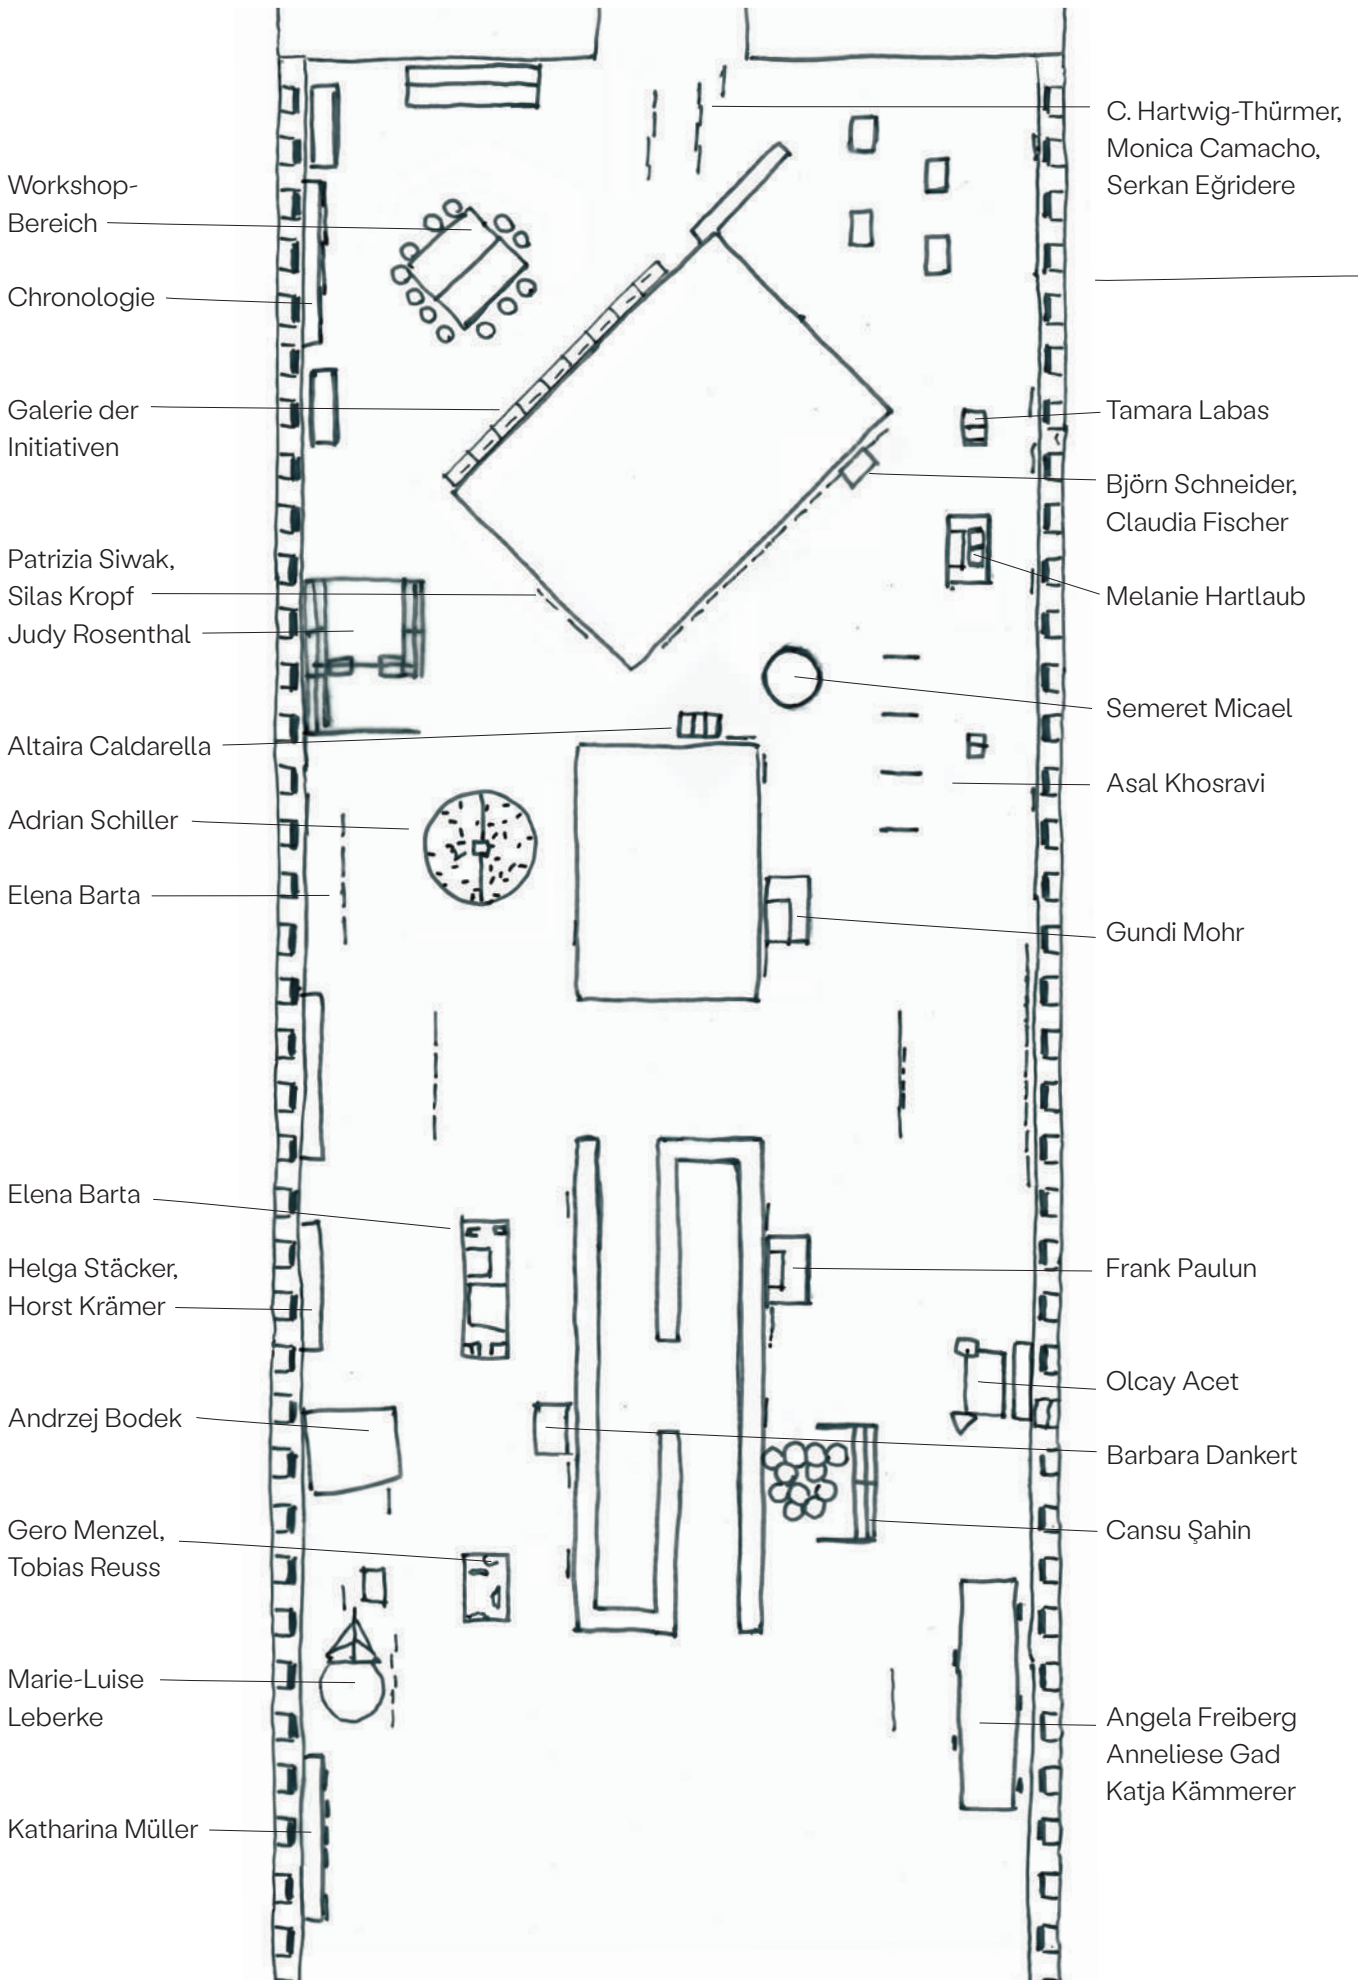 Workshop-
Bereich
Chronologie
Galerie der
Initiativen
Patrizia Siwak,
Silas Kropf
Judy Rosenthal
Altaira Caldarella
Adrian Schiller
Elena Barta
Elena Barta
Helga Stäcker,
Horst Krämer
Andrzej Bodek
Gero Menzel,
Tobias Reuss
Marie-Luise
Leberke
Katharina Müller
C. Hartwig-Thürmer,
Monica Camacho,
Serkan Eğridere
Tamara Labas
Björn Schneider,
Claudia Fischer
Melanie Hartlaub
Semeret Micael
Asal Khosravi
Gundi Mohr
Frank Paulun
Olcay Acet
Barbara Dankert
Cansu Şahin
Angela Freiberg
Anneliese Gad
Katja Kämmerer